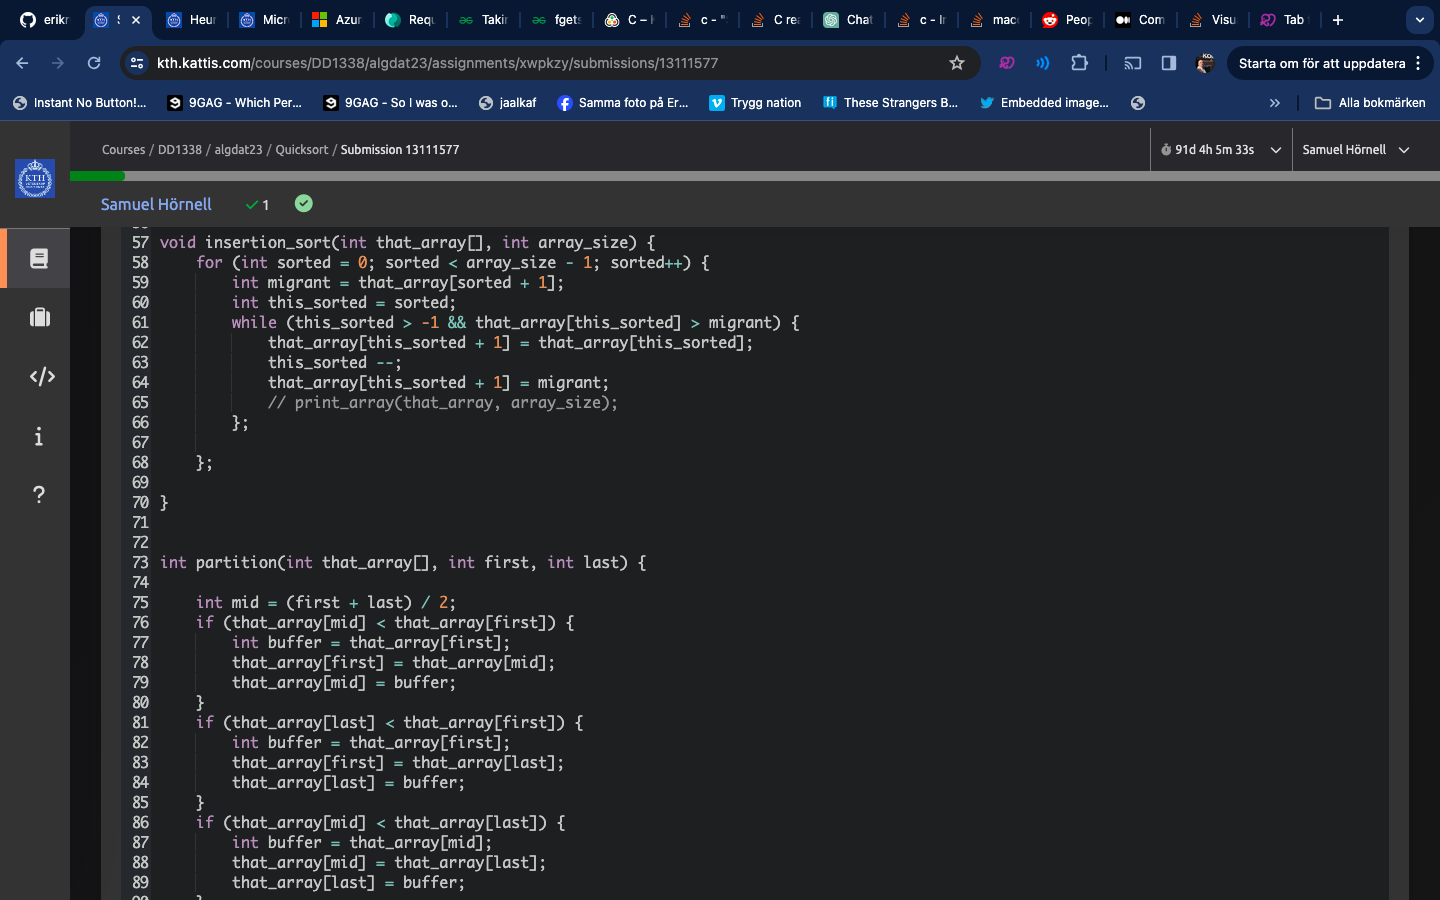 erikr
S
Heur
Micro
Azur
Requ
Takin
fgets
C – H
c - "
C rea
Chat
c - In
macc
Peop
Com
Visu
Tab
kth.kattis.com/courses/DD1338/algdat23/assignments/xwpkzy/submissions/13111577
Starta om för att uppdatera
Instant No Button!...
9GAG - Which Per...
9GAG - So I was o...
jaalkaf
Samma foto på Er...
Trygg nation
These Strangers B...
Embedded image...
Alla bokmärken
Courses / DD1338 / algdat23 / Quicksort / Submission 13111577
91d 4h 5m 33s
Samuel Hörnell
KTH
Samuel Hörnell
1
57 void insertion_sort(int that_array[], int array_size) {
58 for (int sorted = 0; sorted < array_size - 1; sorted++) {
59 int migrant = that_array[sorted + 1];
60 int this_sorted = sorted;
61 while (this_sorted > -1 && that_array[this_sorted] > migrant) {
62 that_array[this_sorted + 1] = that_array[this_sorted];
63 this_sorted --;
64 that_array[this_sorted + 1] = migrant;
65 // print_array(that_array, array_size);
66 };
67
68 };
69
70 }
71
72
73 int partition(int that_array[], int first, int last) {
74
75 int mid = (first + last) / 2;
76 if (that_array[mid] < that_array[first]) {
77 int buffer = that_array[first];
78 that_array[first] = that_array[mid];
79 that_array[mid] = buffer;
80 }
81 if (that_array[last] < that_array[first]) {
82 int buffer = that_array[first];
83 that_array[first] = that_array[last];
84 that_array[last] = buffer;
85 }
86 if (that_array[mid] < that_array[last]) {
87 int buffer = that_array[mid];
88 that_array[mid] = that_array[last];
89 that_array[last] = buffer;